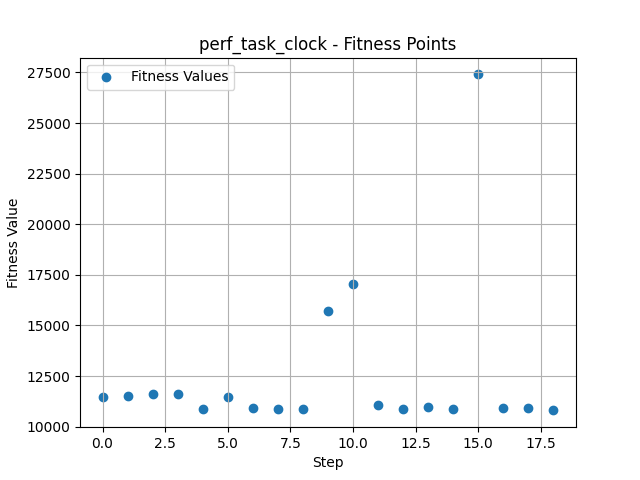 perf_task_clock - Fitness Points
Fitness Values
27500
25000
22500
20000
17500
15000
12500
10000
Fitness Value
0.0 2.5 5.0 7.5 10.0 12.5 15.0 17.5
Step